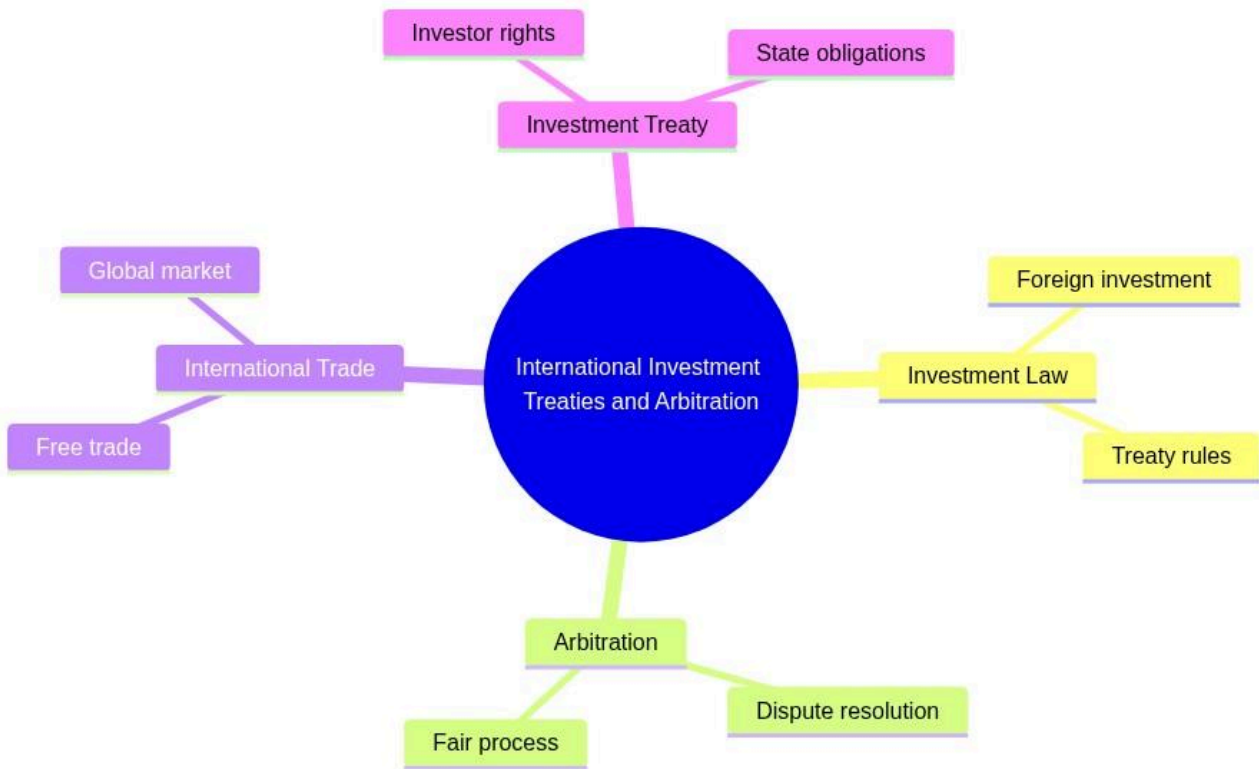 Investor rights
State obligations
Investment Treaty
Global market
International Trade
Free trade
International Investment
Treaties and Arbitration
Foreign investment
Investment Law
Treaty rules
Arbitration
Dispute resolution
Fair process